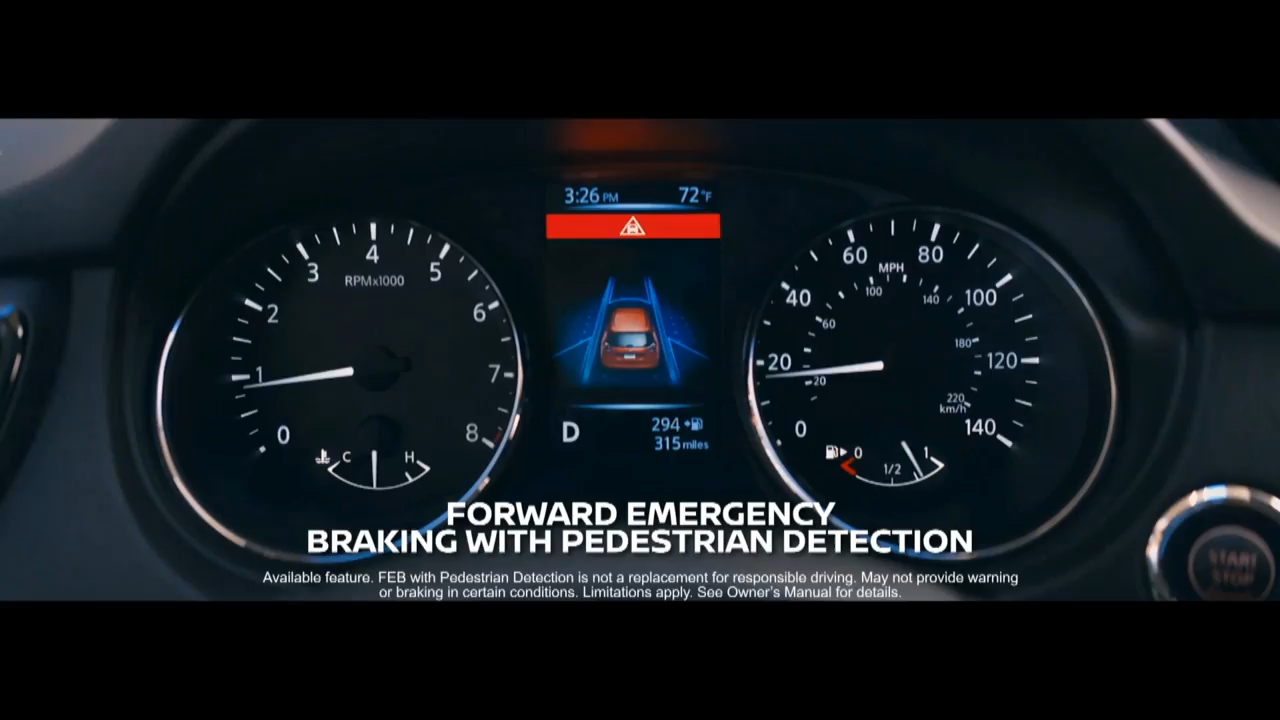 3:26 PM 72°F
4
3 5
RPMx1000
2 6
1 7
0 8
C H
60 80
MPH
40 100
100 140
60 180
20 120
20 220
km/h
0 140
0 1/2 1
D 294
315 miles
START
STOP
FORWARD EMERGENCY
BRAKING WITH PEDESTRIAN DETECTION
Available feature. FEB with Pedestrian Detection is not a replacement for responsible driving. May not provide warning
or braking in certain conditions. Limitations apply. See Owner's Manual for details.